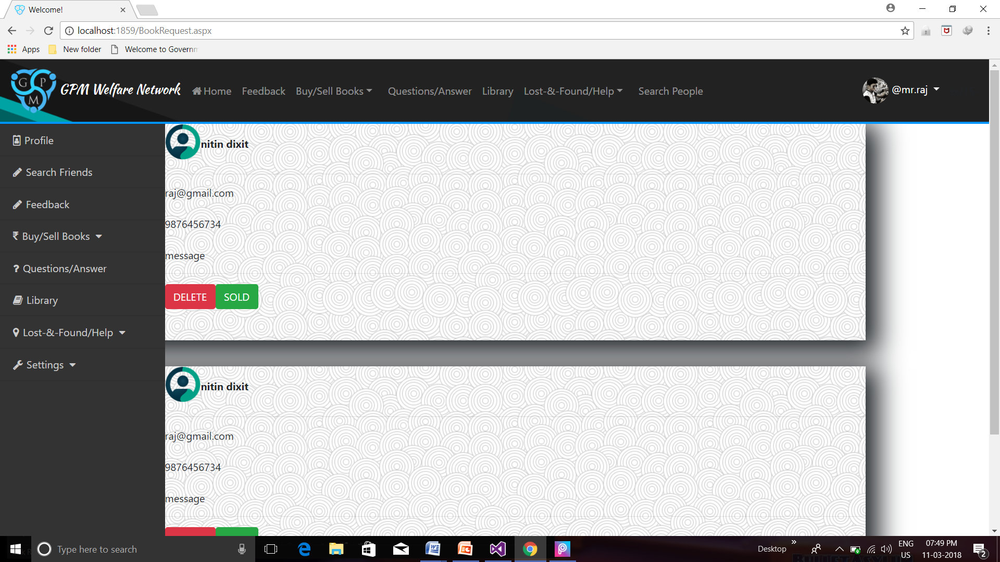 Welcome!
localhost:1859/BookRequest.aspx
Apps New folder Welcome to Governm
G P M
GPM Welfare Network Home Feedback Buy/Sell Books Questions/Answer Library Lost-&-Found/Help Search People @mr.raj
Profile
Search Friends
Feedback
₹ Buy/Sell Books
? Questions/Answer
Library
Lost-&-Found/Help
Settings
nitin dixit
raj@gmail.com
9876456734
message
DELETE SOLD
nitin dixit
raj@gmail.com
9876456734
message
Type here to search
Desktop
ENG
US
07:49 PM
11-03-2018
2